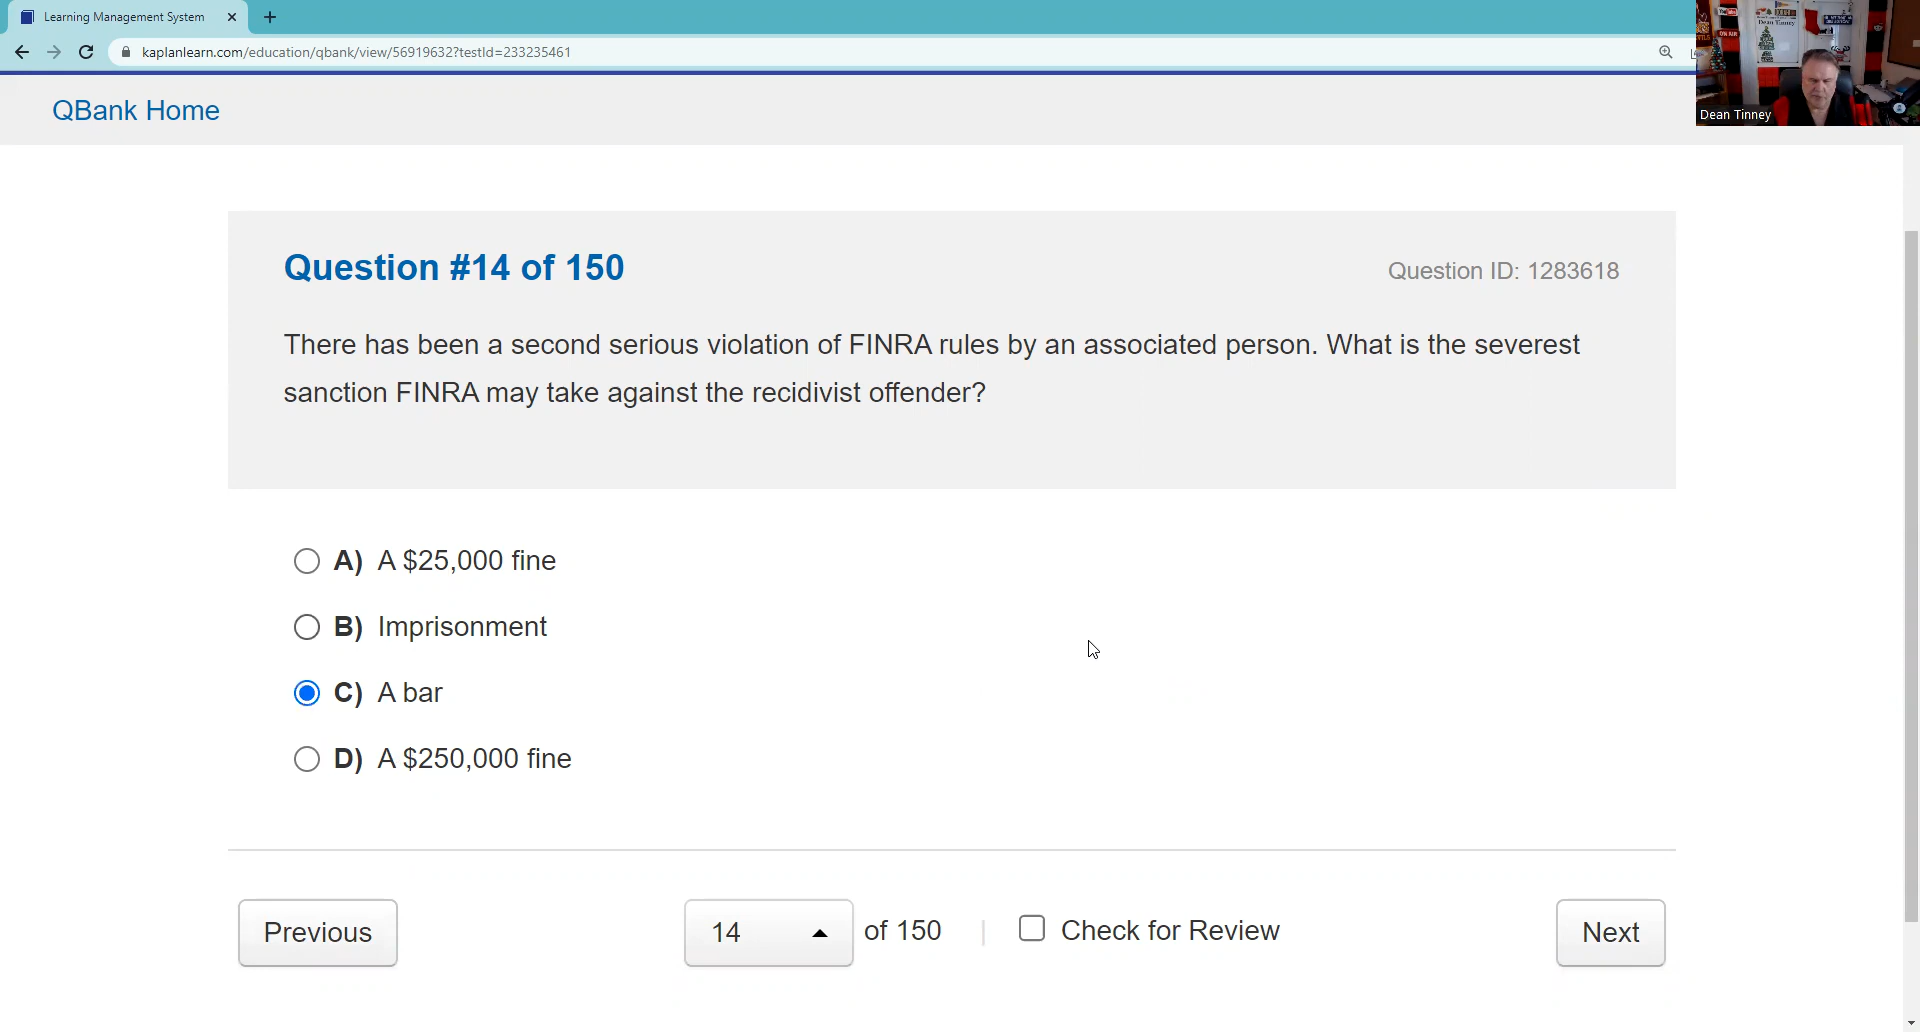 Learning Management System
kaplanlearn.com/education/qbank/view/56919632?testId=233235461
QBank Home
Dean Tinney
Question #14 of 150
Question ID: 1283618
There has been a second serious violation of FINRA rules by an associated person. What is the severest
sanction FINRA may take against the recidivist offender?
A) A $25,000 fine
B) Imprisonment
C) A bar
D) A $250,000 fine
Previous
14 of 150 | Check for Review
Next